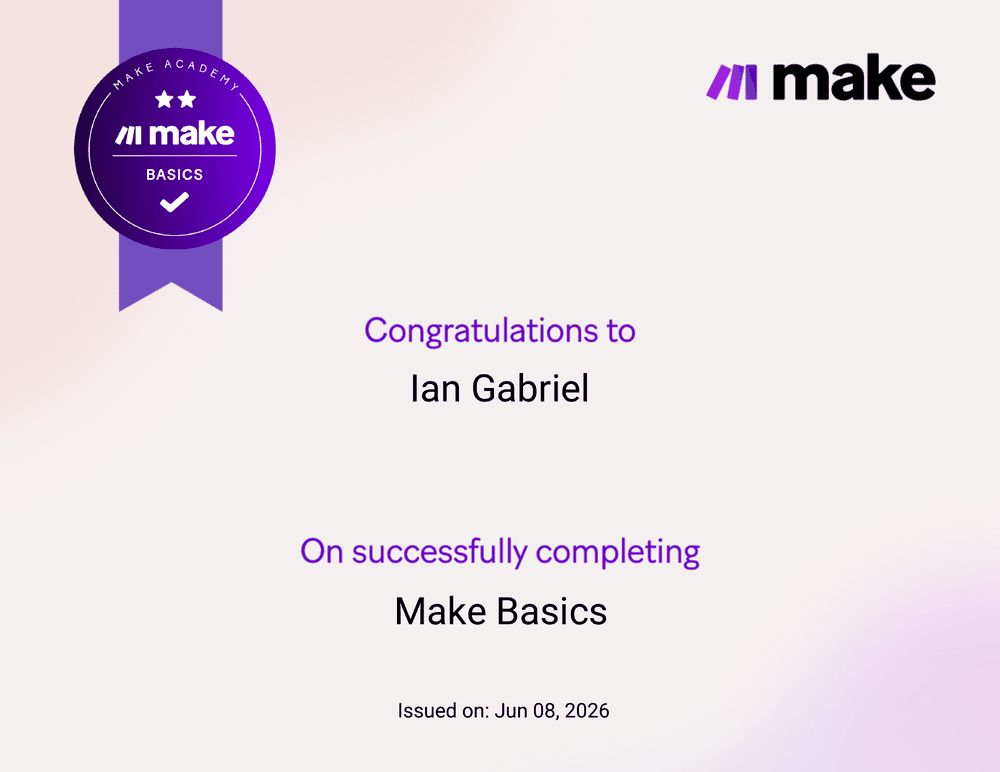 MAKE ACADEMY
make
BASICS
make
Congratulations to
Ian Gabriel
On successfully completing
Make Basics
Issued on: Jun 08, 2026